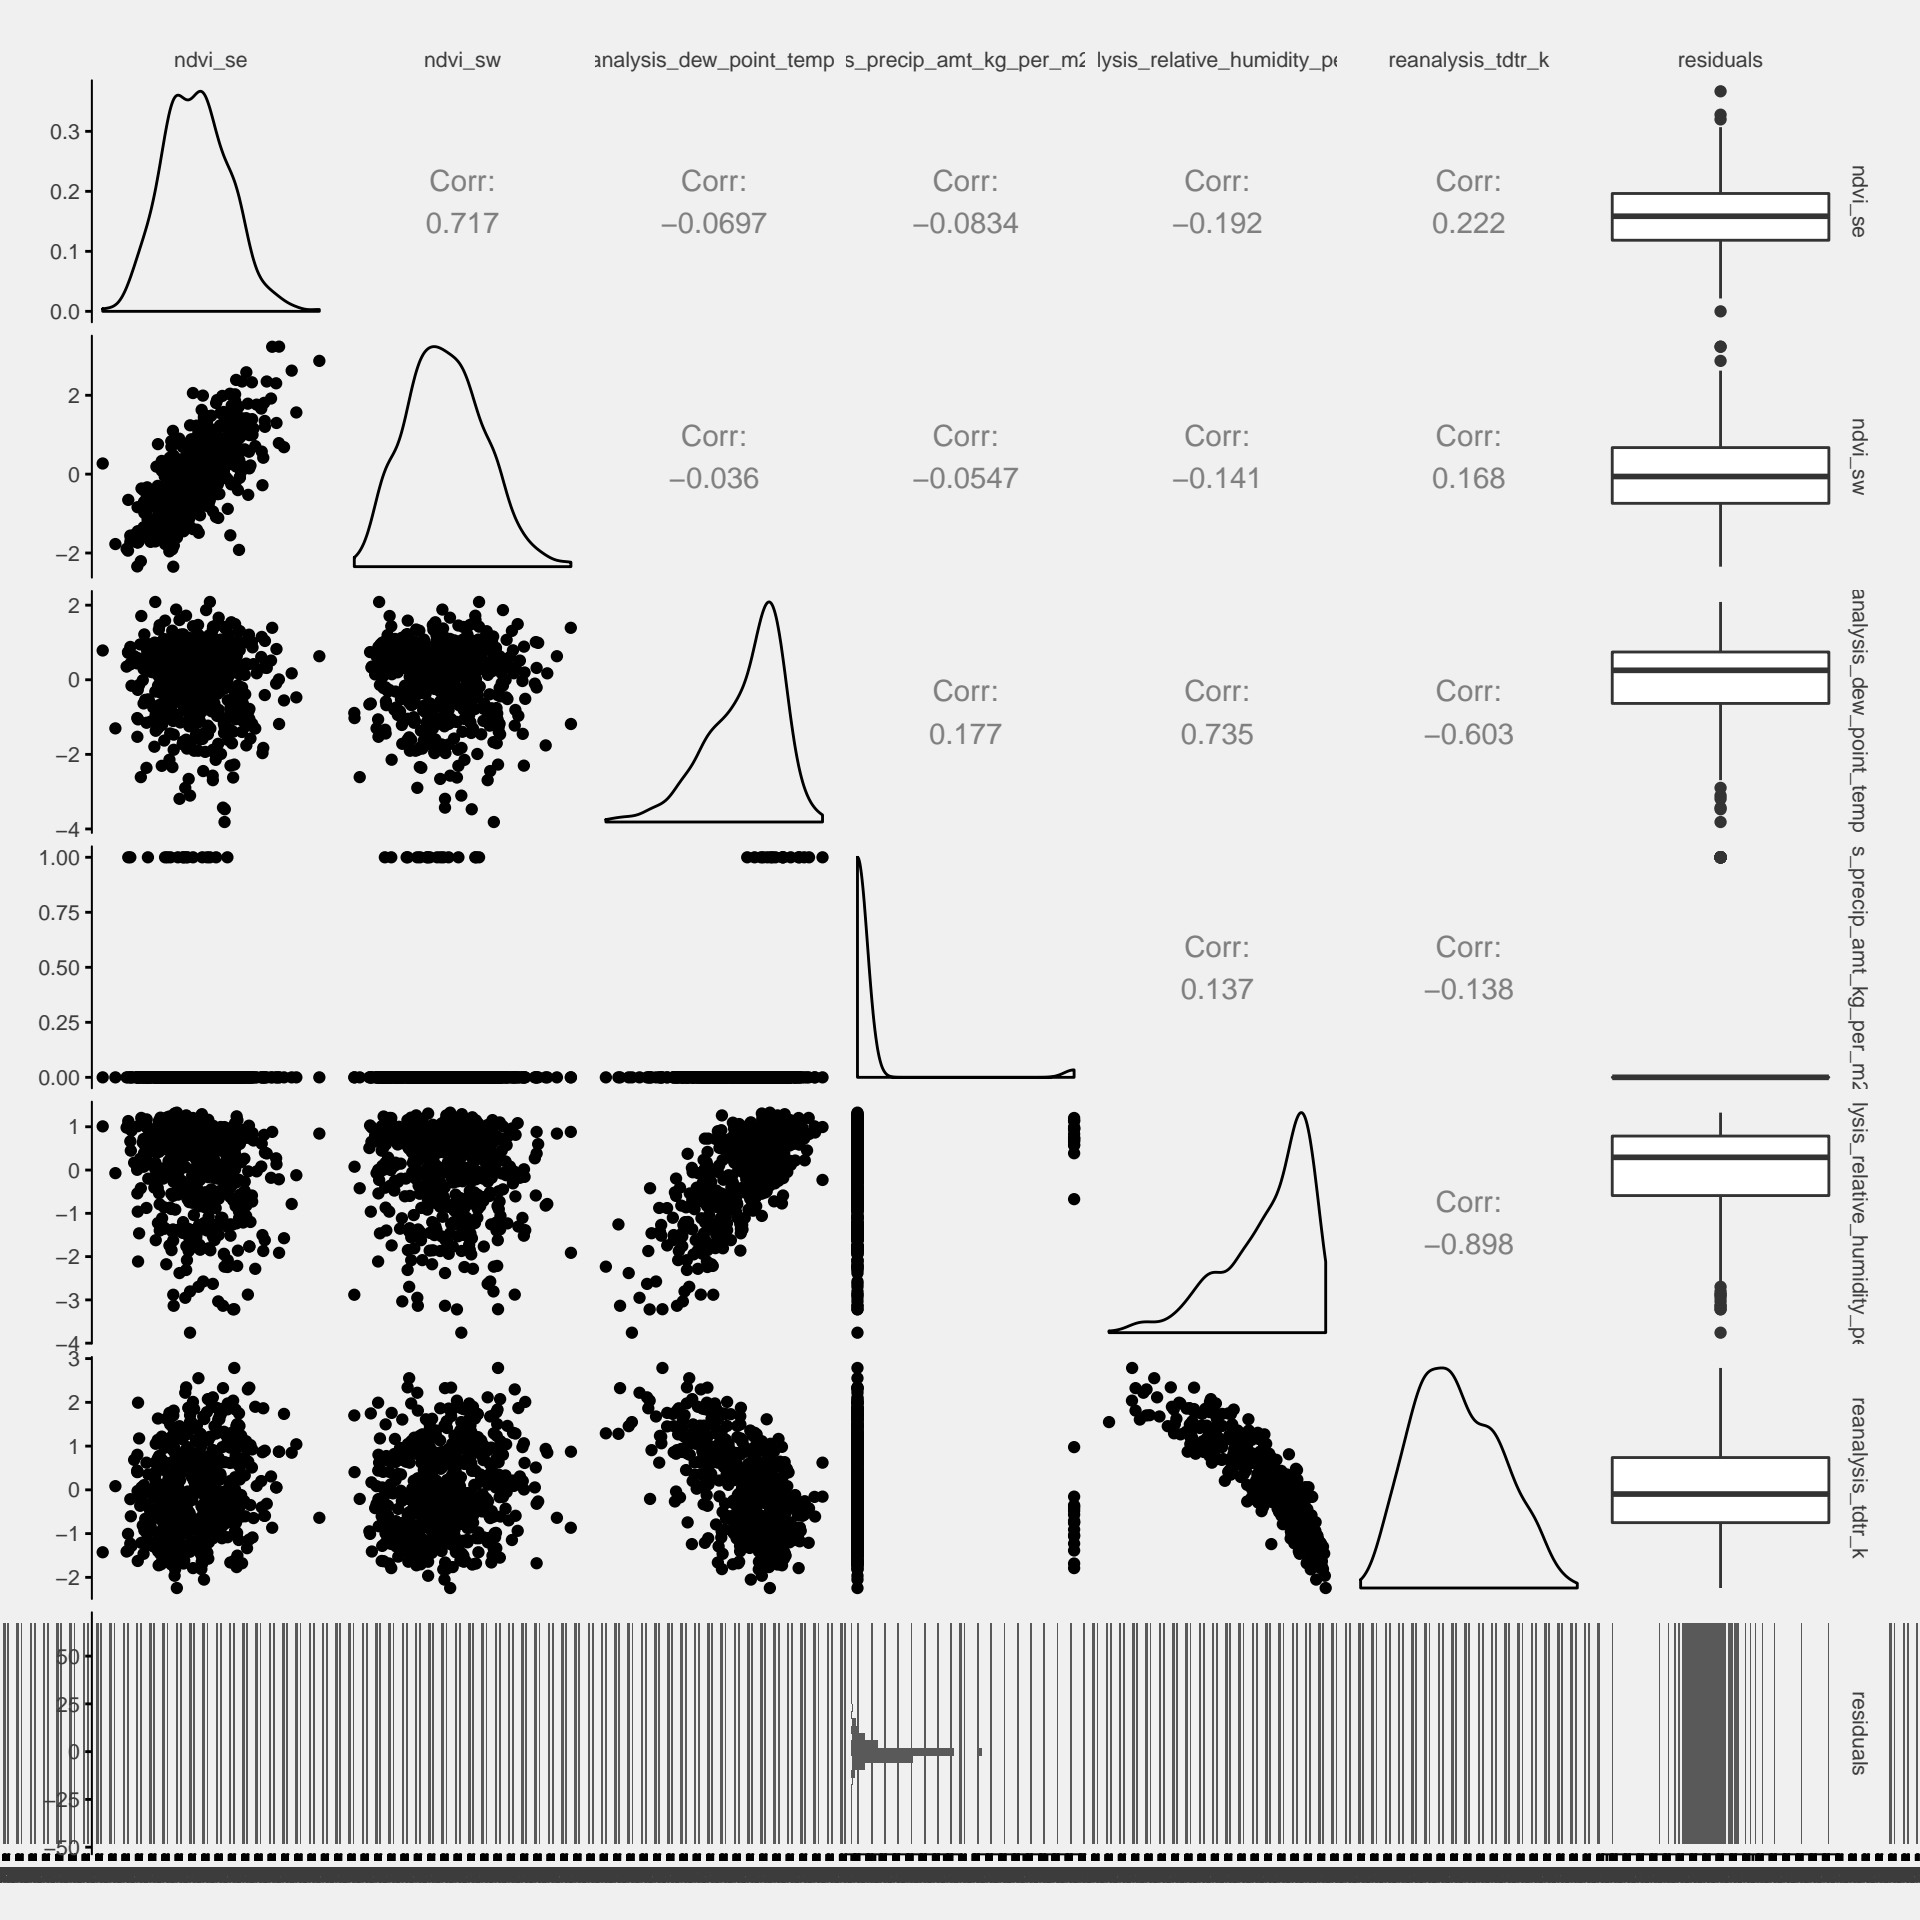 ndvi_se ndvi_sw analysis_dew_point_temp s_precip_amt_kg_per_m2 lysis_relative_humidity_pe reanalysis_tdtr_k residuals
0.3
0.2
0.1
0.0
Corr:
0.717
Corr:
−0.0697
Corr:
−0.0834
Corr:
−0.192
Corr:
0.222
ndvi_se
2
0
−2
Corr:
−0.036
Corr:
−0.0547
Corr:
−0.141
Corr:
0.168
ndvi_sw
2
0
−2
−4
Corr:
0.177
Corr:
0.735
Corr:
−0.603
analysis_dew_point_temp
1.00
0.75
0.50
0.25
0.00
Corr:
0.137
Corr:
−0.138
s_precip_amt_kg_per_m2
1
0
−1
−2
−3
−4
Corr:
−0.898
lysis_relative_humidity_pe
3
2
1
0
−1
−2
reanalysis_tdtr_k
50
25
0
−25
−50
residuals